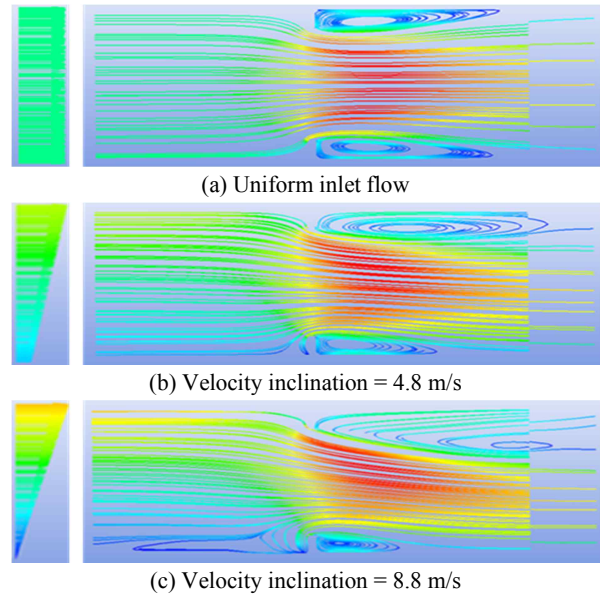 (a) Uniform inlet flow
(b) Velocity inclination = 4.8 m/s
(c) Velocity inclination = 8.8 m/s